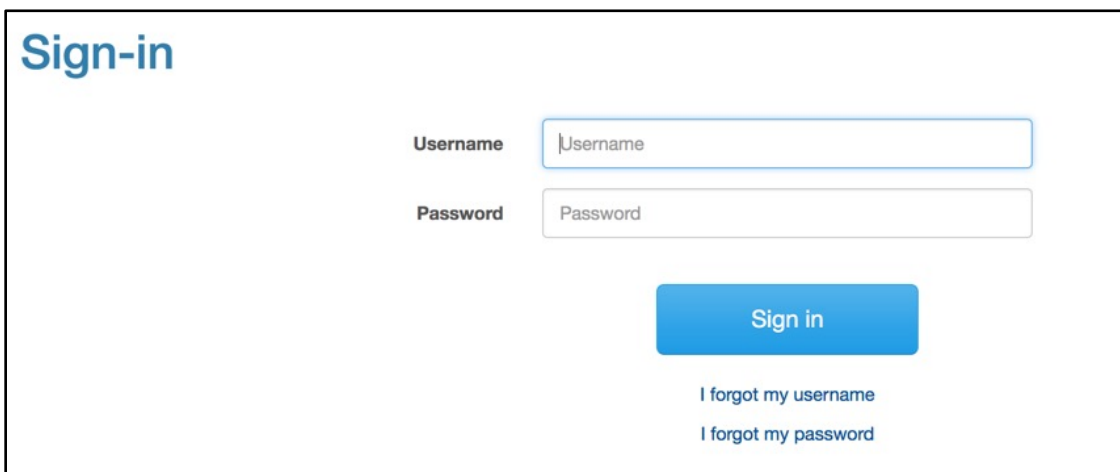 Sign-in
Username Username
Password Password
Sign in
I forgot my username
I forgot my password